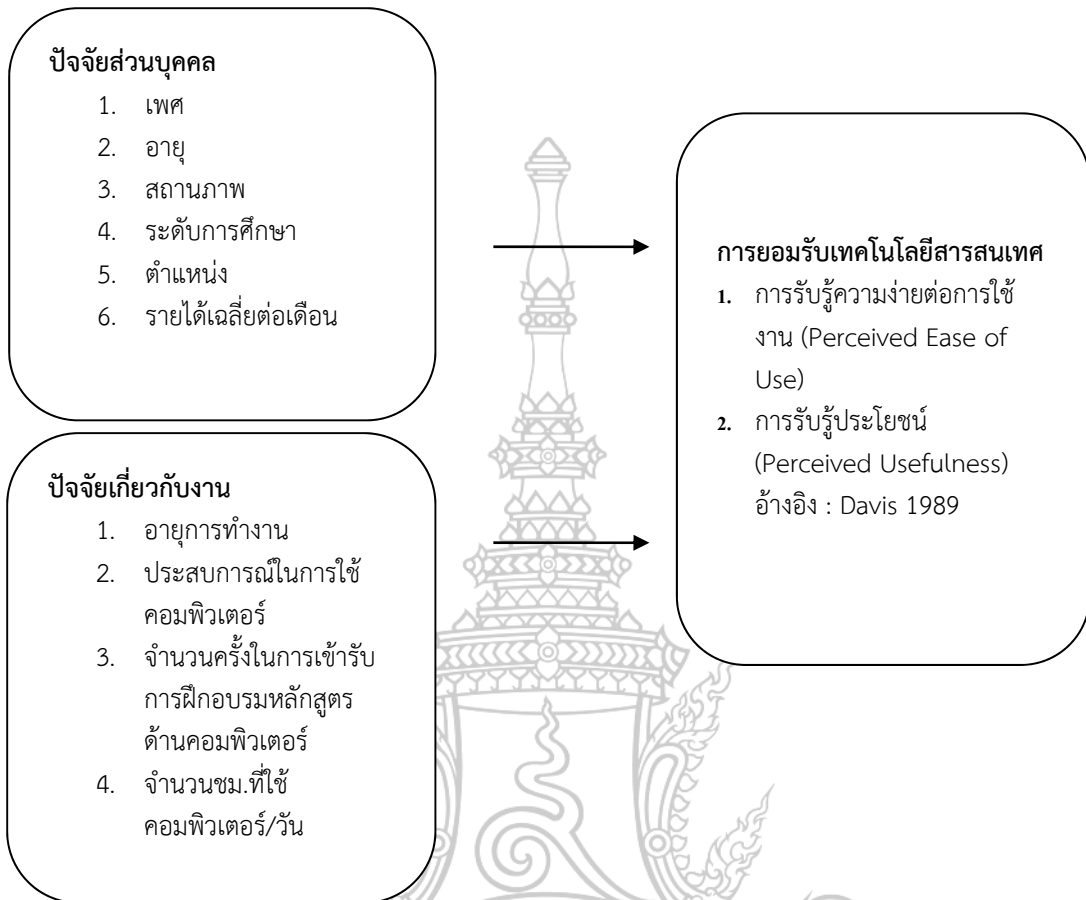 ปัจจัยส่วนบุคคล
1. เพศ
2. อายุ
3. สถานภาพ
4. ระดับการศึกษา
5. ตำแหน่ง
6. รายได้เฉลี่ยต่อเดือน
ปัจจัยเกี่ยวกับงาน
1. อายุการทำงาน
2. ประสบการณ์ในการใช้
คอมพิวเตอร์
3. จำนวนครั้งในการเข้ารับ
การฝึกอบรมหลักสูตร
ด้านคอมพิวเตอร์
4. จำนวนชม.ที่ใช้
คอมพิวเตอร์/วัน
การยอมรับเทคโนโลยีสารสนเทศ
1. การรับรู้ความง่ายต่อการใช้
งาน (Perceived Ease of
Use)
2. การรับรู้ประโยชน์
(Perceived Usefulness)
อ้างอิง : Davis 1989